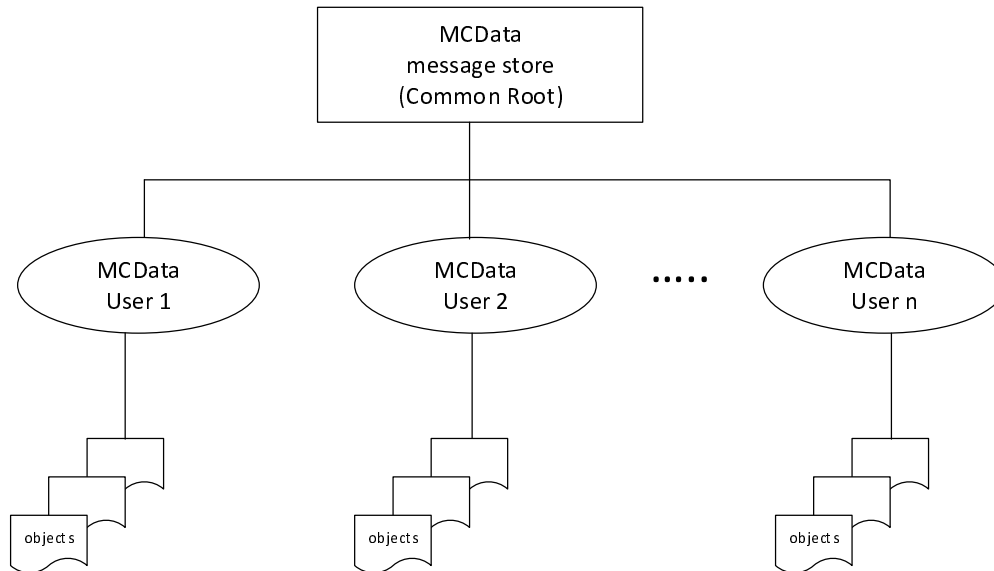 MCData
message store
(Common Root)
MCData
User 1
MCData
User 2
.....
MCData
User n
objects
objects
objects